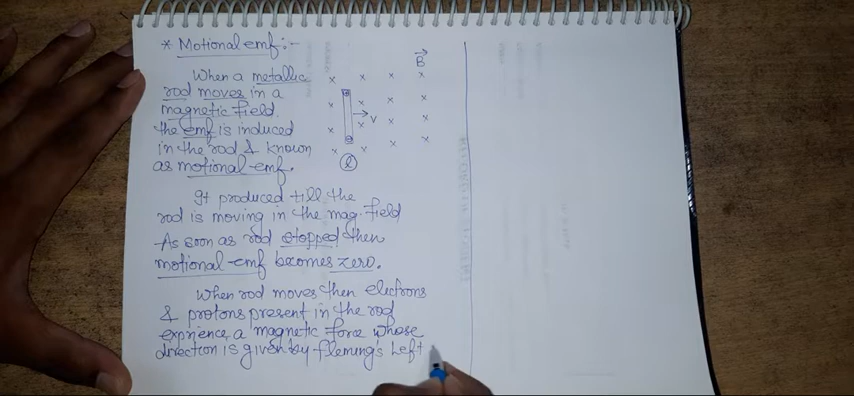 * Motional emf :-
B
When a metallic
rod moves in a
magnetic field
the emf is induced
in the rod & known
as motional emf.
v
l
It produced till the
rod is moving in the mag. field
As soon as rod stopped then
motional emf becomes zero.
When rod moves then electrons
& protons present in the rod
exprience a magnetic force whose
direction is given by fleming's Left